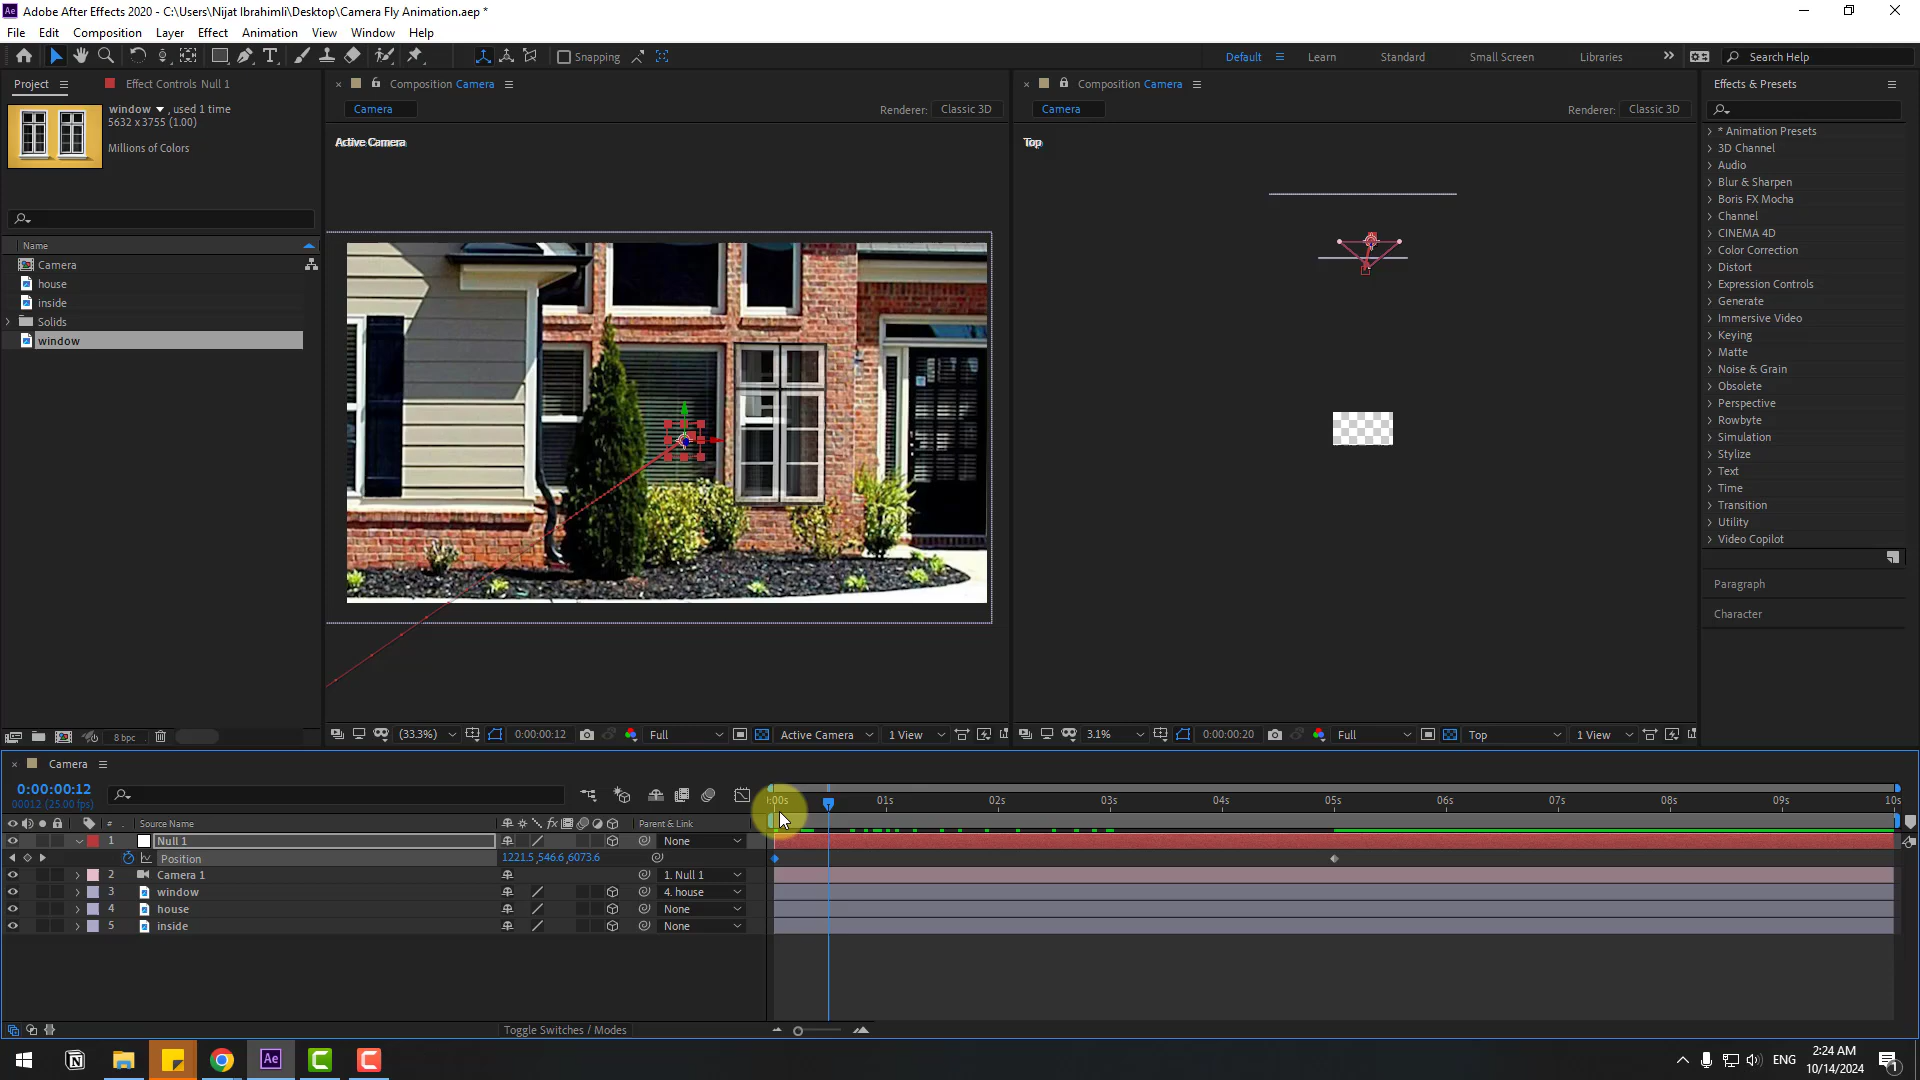 Adobe After Effects 2020 - C:\Users\Nijat Ibrahimli\Desktop\Camera Fly Animation.aep *
File Edit Composition Layer Effect Animation View Window Help
Snapping Default Learn Standard Small Screen Libraries Search Help
Project Effect Controls Null 1
window , used 1 time
5632 x 3755 (1.00)
Millions of Colors
Name
Camera
house
inside
Solids
window
8 bpc
Composition Camera
Camera
Renderer: Classic 3D
Active Camera
(33.3%) 0:00:00:12 Full Active Camera 1 View
Composition Camera
Camera
Renderer: Classic 3D
Top
3.1% 0:00:00:20 Full Top 1 View
Effects & Presets
* Animation Presets
3D Channel
Audio
Blur & Sharpen
Boris FX Mocha
Channel
CINEMA 4D
Color Correction
Distort
Expression Controls
Generate
Immersive Video
Keying
Matte
Noise & Grain
Obsolete
Perspective
Rowbyte
Simulation
Stylize
Text
Time
Transition
Utility
Video Copilot
Paragraph
Character
Camera
0:00:00:12
00012 (25.00 fps)
:00s 01s 02s 03s 04s 05s 06s 07s 08s 09s 10s
# Source Name Parent & Link
1 Null 1 None
Position 1221.5,546.6,6073.6
2 Camera 1 1. Null 1
3 window 4. house
4 house None
5 inside None
Toggle Switches / Modes
Ae
ENG
2:24 AM
10/14/2024
1